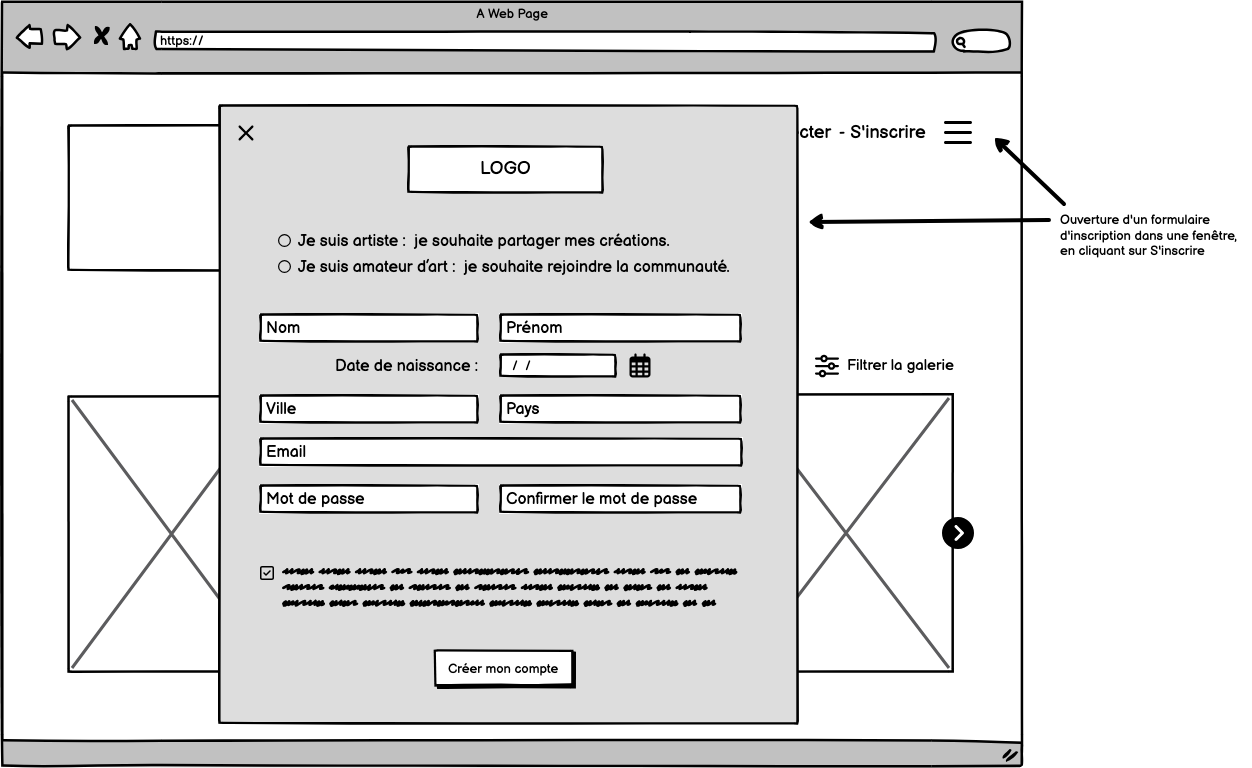 A Web Page
https://
cter - S'inscrire
LOGO
Ouverture d'un formulaire
d'inscription dans une fenêtre,
en cliquant sur S'inscrire
Je suis artiste : je souhaite partager mes créations.
Je suis amateur d'art : je souhaite rejoindre la communauté.
Nom
Prénom
Date de naissance :
/ /
Filtrer la galerie
Ville
Pays
Email
Mot de passe
Confirmer le mot de passe
Créer mon compte